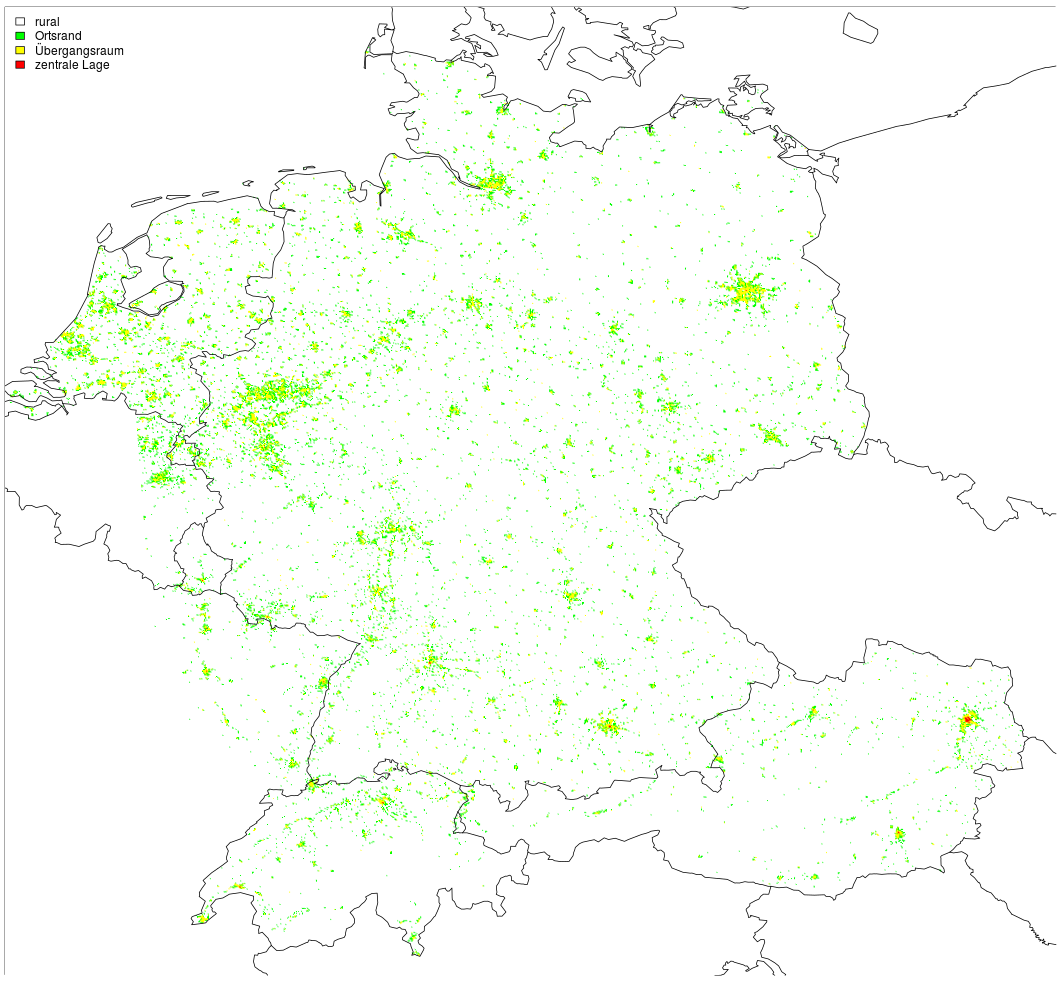 rural
Ortsrand
Übergangsraum
zentrale Lage